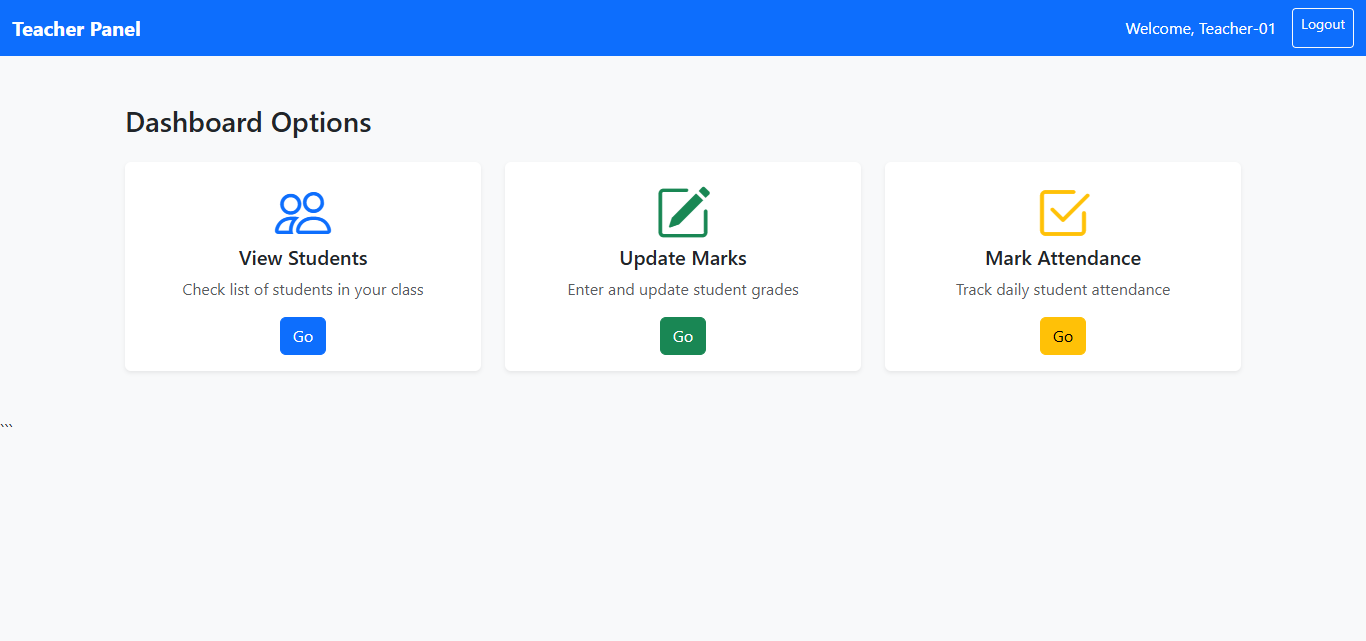 Teacher Panel
Welcome, Teacher-01
Logout
Dashboard Options
View Students
Check list of students in your class
Go
Update Marks
Enter and update student grades
Go
Mark Attendance
Track daily student attendance
Go
```